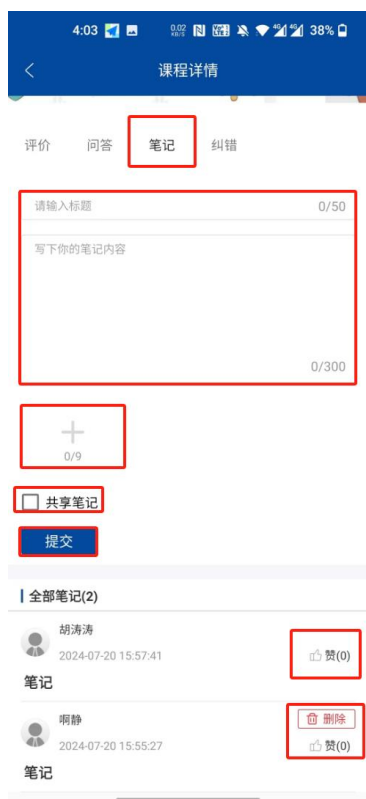 4:03 0.02 KB/S 4G 4G 38%
课程详情
评价 问答 笔记 纠错
请输入标题 0/50
写下你的笔记内容
0/300
0/9
共享笔记
提交
全部笔记(2)
胡涛涛
2024-07-20 15:57:41 赞(0)
笔记
啊静 删除
2024-07-20 15:55:27 赞(0)
笔记